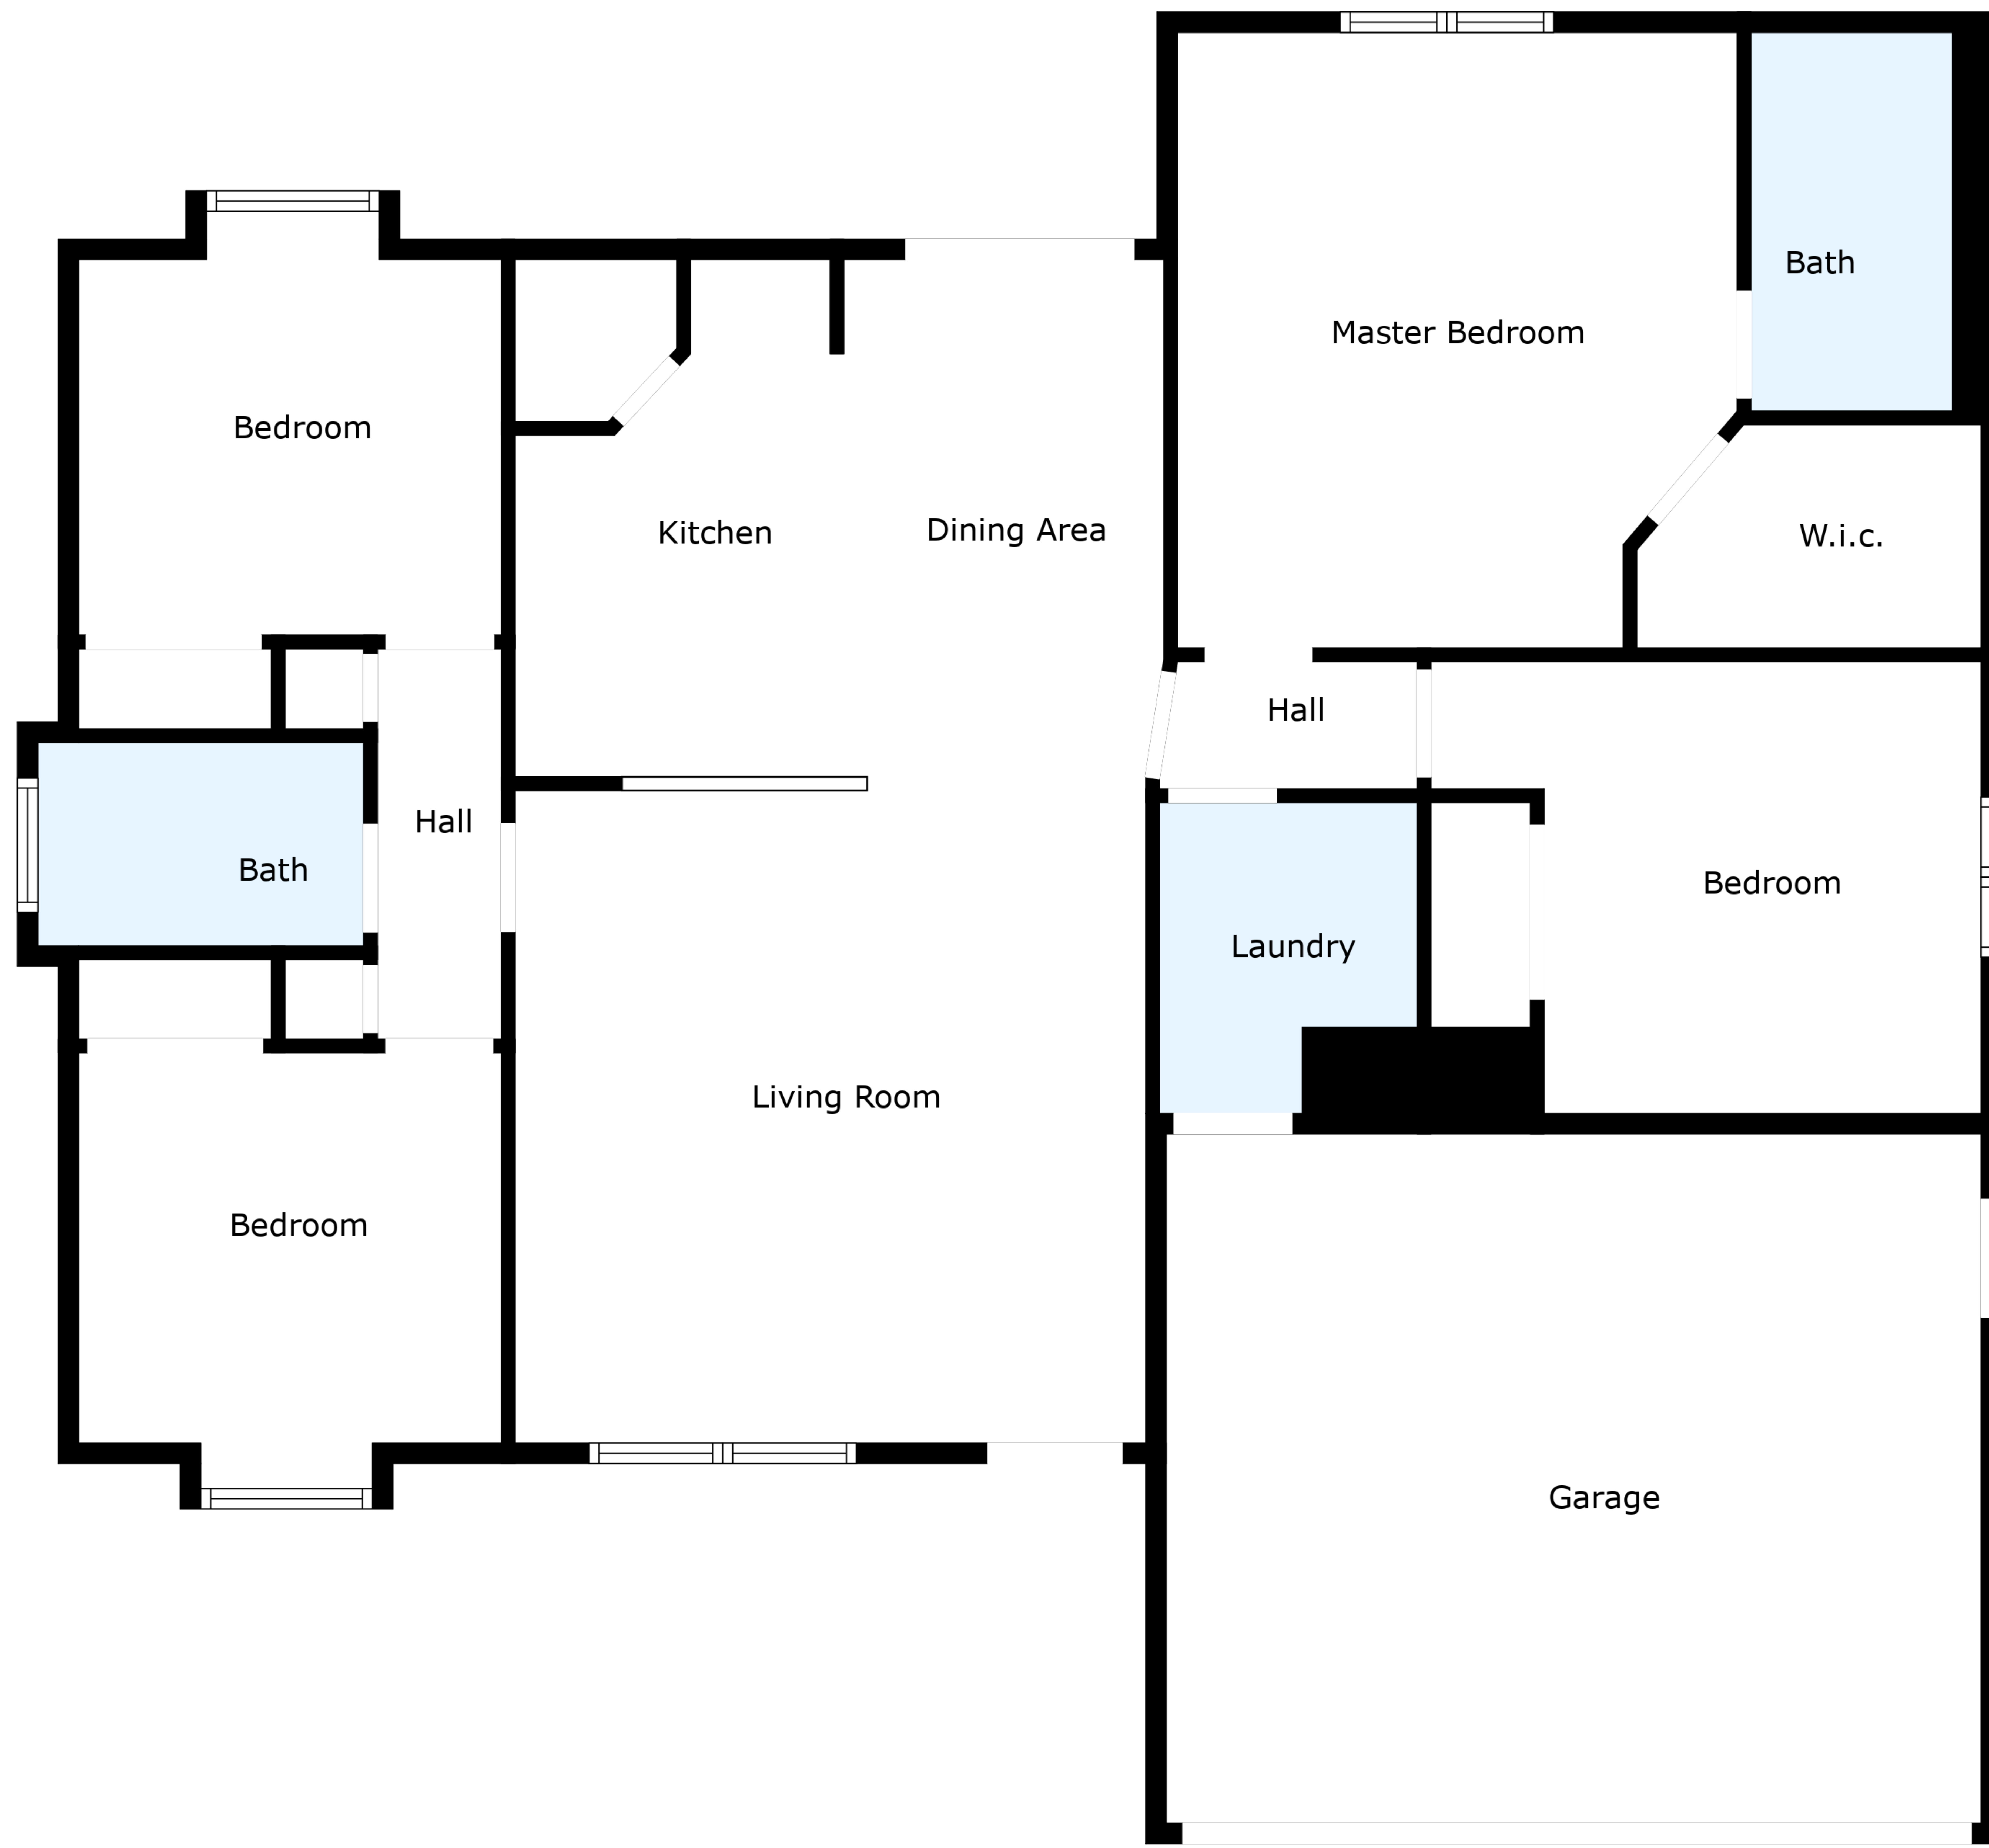 Bath
Master Bedroom
Bedroom
Kitchen
Dining Area
W.i.c.
Hall
Hall
Bath
Bedroom
Laundry
Living Room
Bedroom
Garage